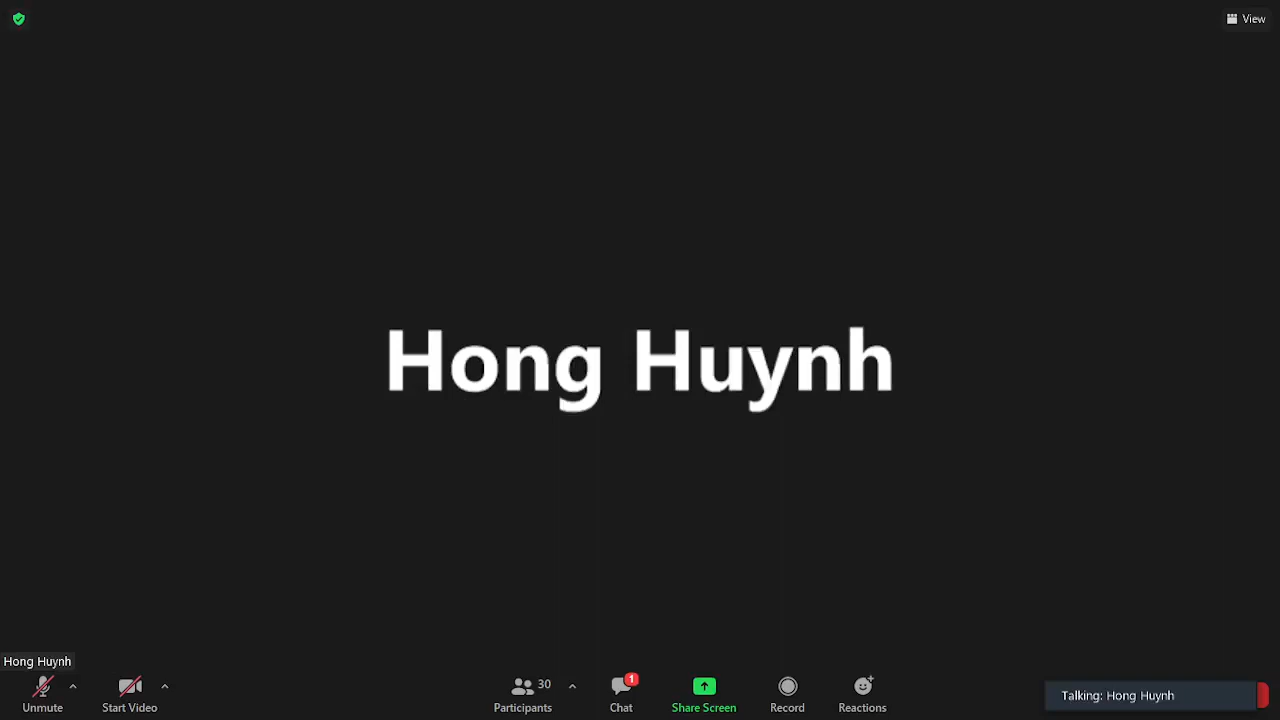 View
Hong Huynh
Hong Huynh
Unmute
Start Video
30
Participants
1
Chat
Share Screen
Record
Reactions
Talking: Hong Huynh